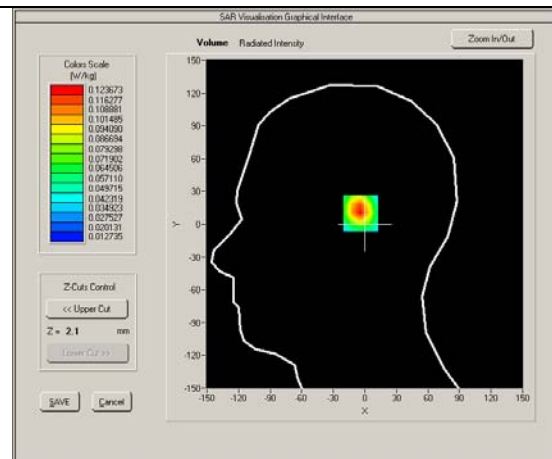 SAR Visualisation Graphical Interface
Volume Radiated Intensity
Zoom In/Out
Colors Scale
(W/kg)
0.123673
0.116277
0.108881
0.101485
0.094090
0.086694
0.079298
0.071902
0.064506
0.057110
0.049715
0.042319
0.034923
0.027527
0.020131
0.012735
Z-Cuts Control
<< Upper Cut
Z = 2.1 mm
Lower Cut >>
SAVE Cancel
150
120
90
60
30
Y 0
-30
-60
-90
-120
-150
-150 -120 -90 -60 -30 0 30 60 90 120 150
X